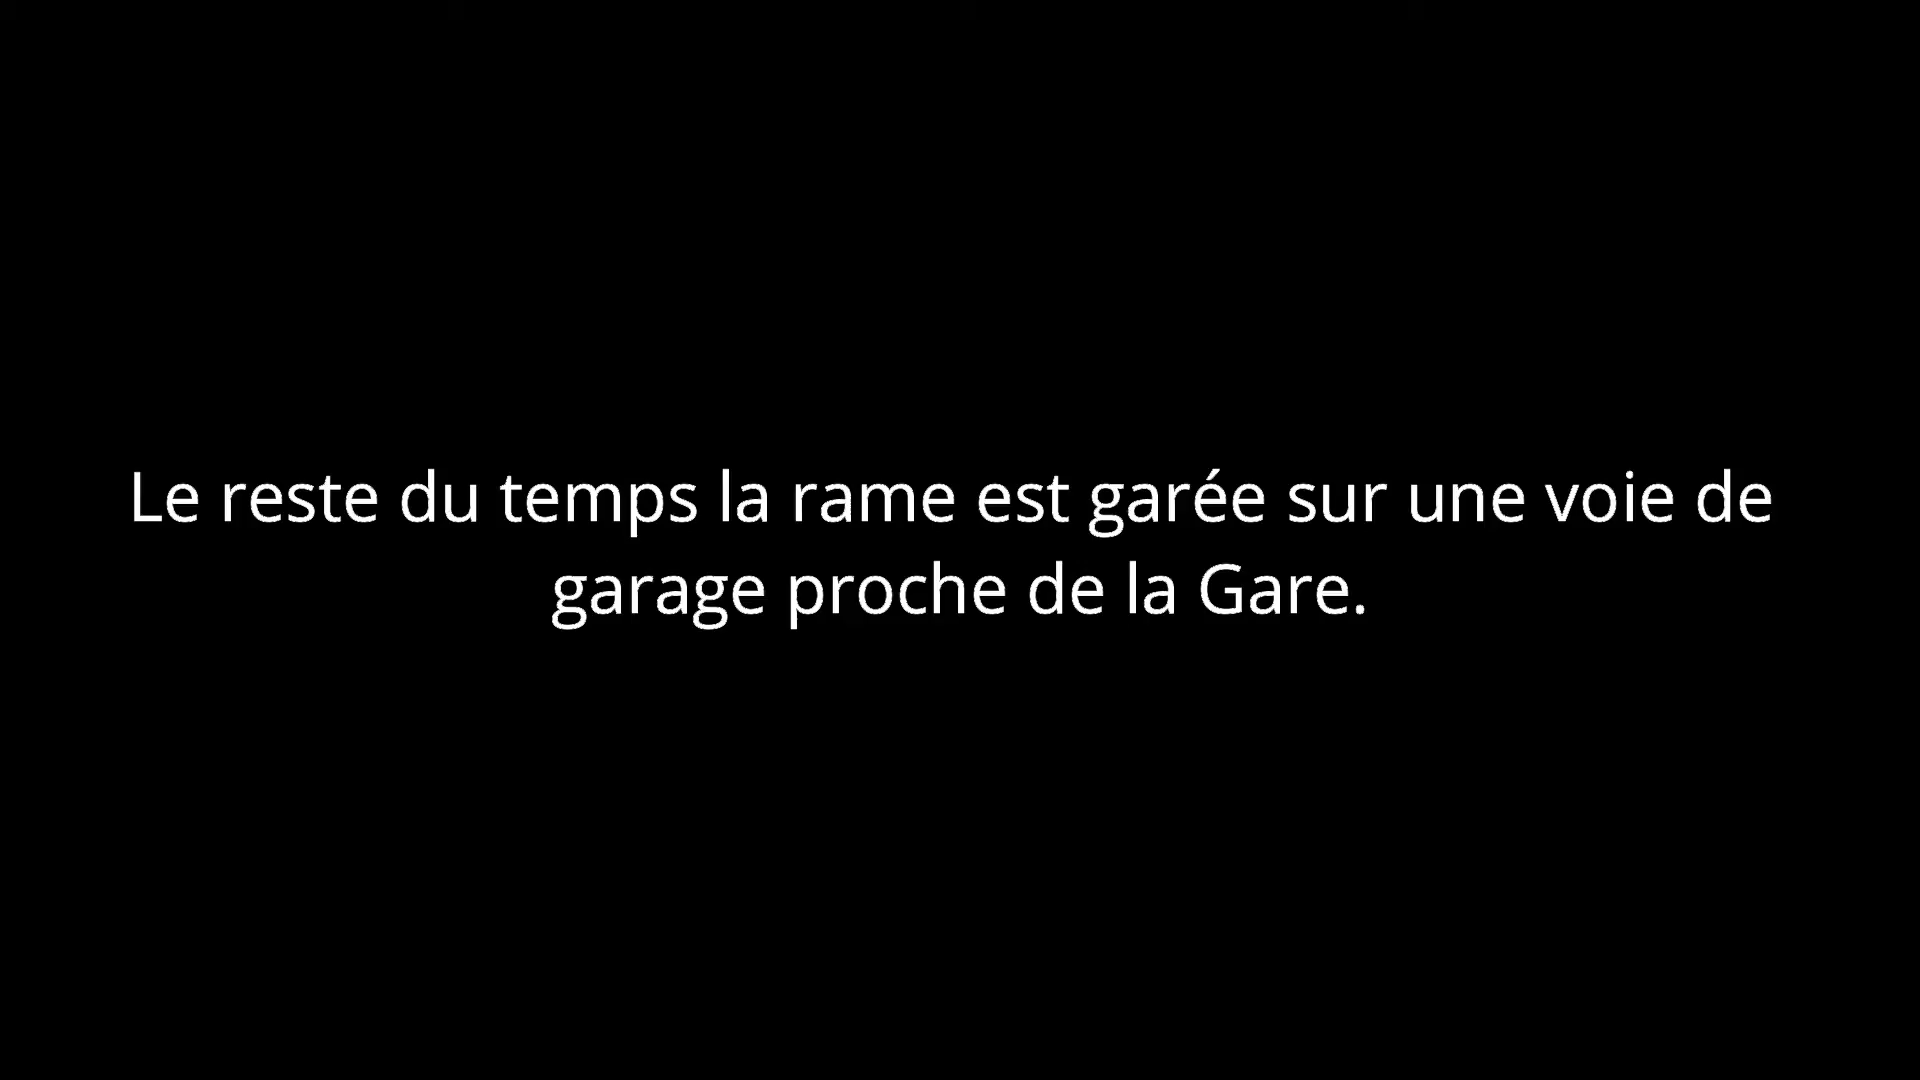 Le reste du temps la rame est garée sur une voie de
garage proche de la Gare.